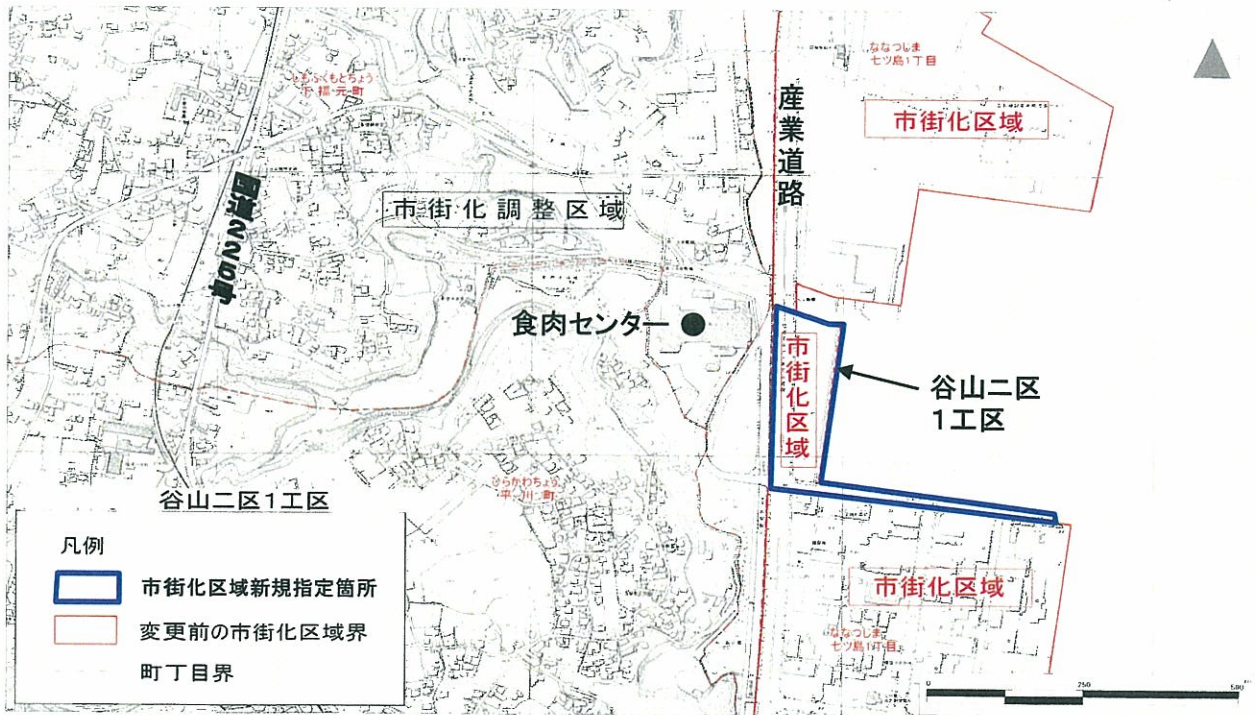 ななつしま
七ツ島1丁目
しもふくもとちょう
下福元町
市街化区域
産業道路
市街化調整区域
国道226号
食肉センター
市街化区域
谷山二区
1工区
ひらかわちょう
平川町
谷山二区1工区
凡例
市街化区域新規指定箇所
変更前の市街化区域界
町丁目界
市街化区域
ななつしま
七ツ島1丁目
0 250 500